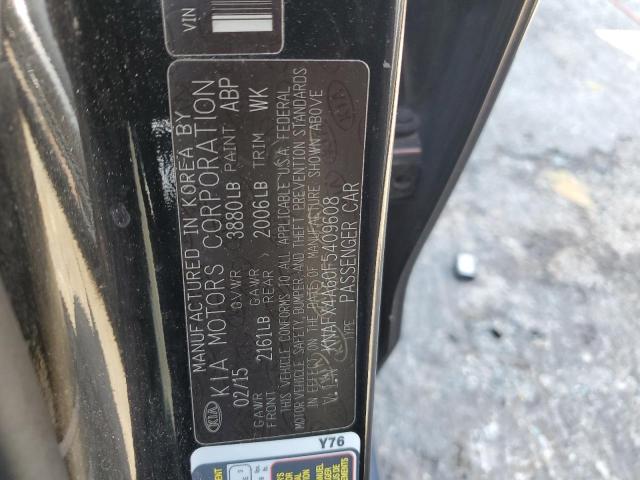 VIN
MANUFACTURED IN KOREA BY
KIA KIA MOTORS CORPORATION
02/15 GVWR 3880LB PAINT ABP
GAWR FRONT 2161LB GAWR REAR 2006LB TRIM WK
THIS VEHICLE CONFORMS TO ALL APPLICABLE U.S.A. FEDERAL
MOTOR VEHICLE SAFETY, BUMPER AND THEFT PREVENTION STANDARDS
IN EFFECT ON THE DATE OF MANUFACTURE SHOWN ABOVE
V.I.N KNAFX4A60F5409608
TYPE PASSENGER CAR
Y76